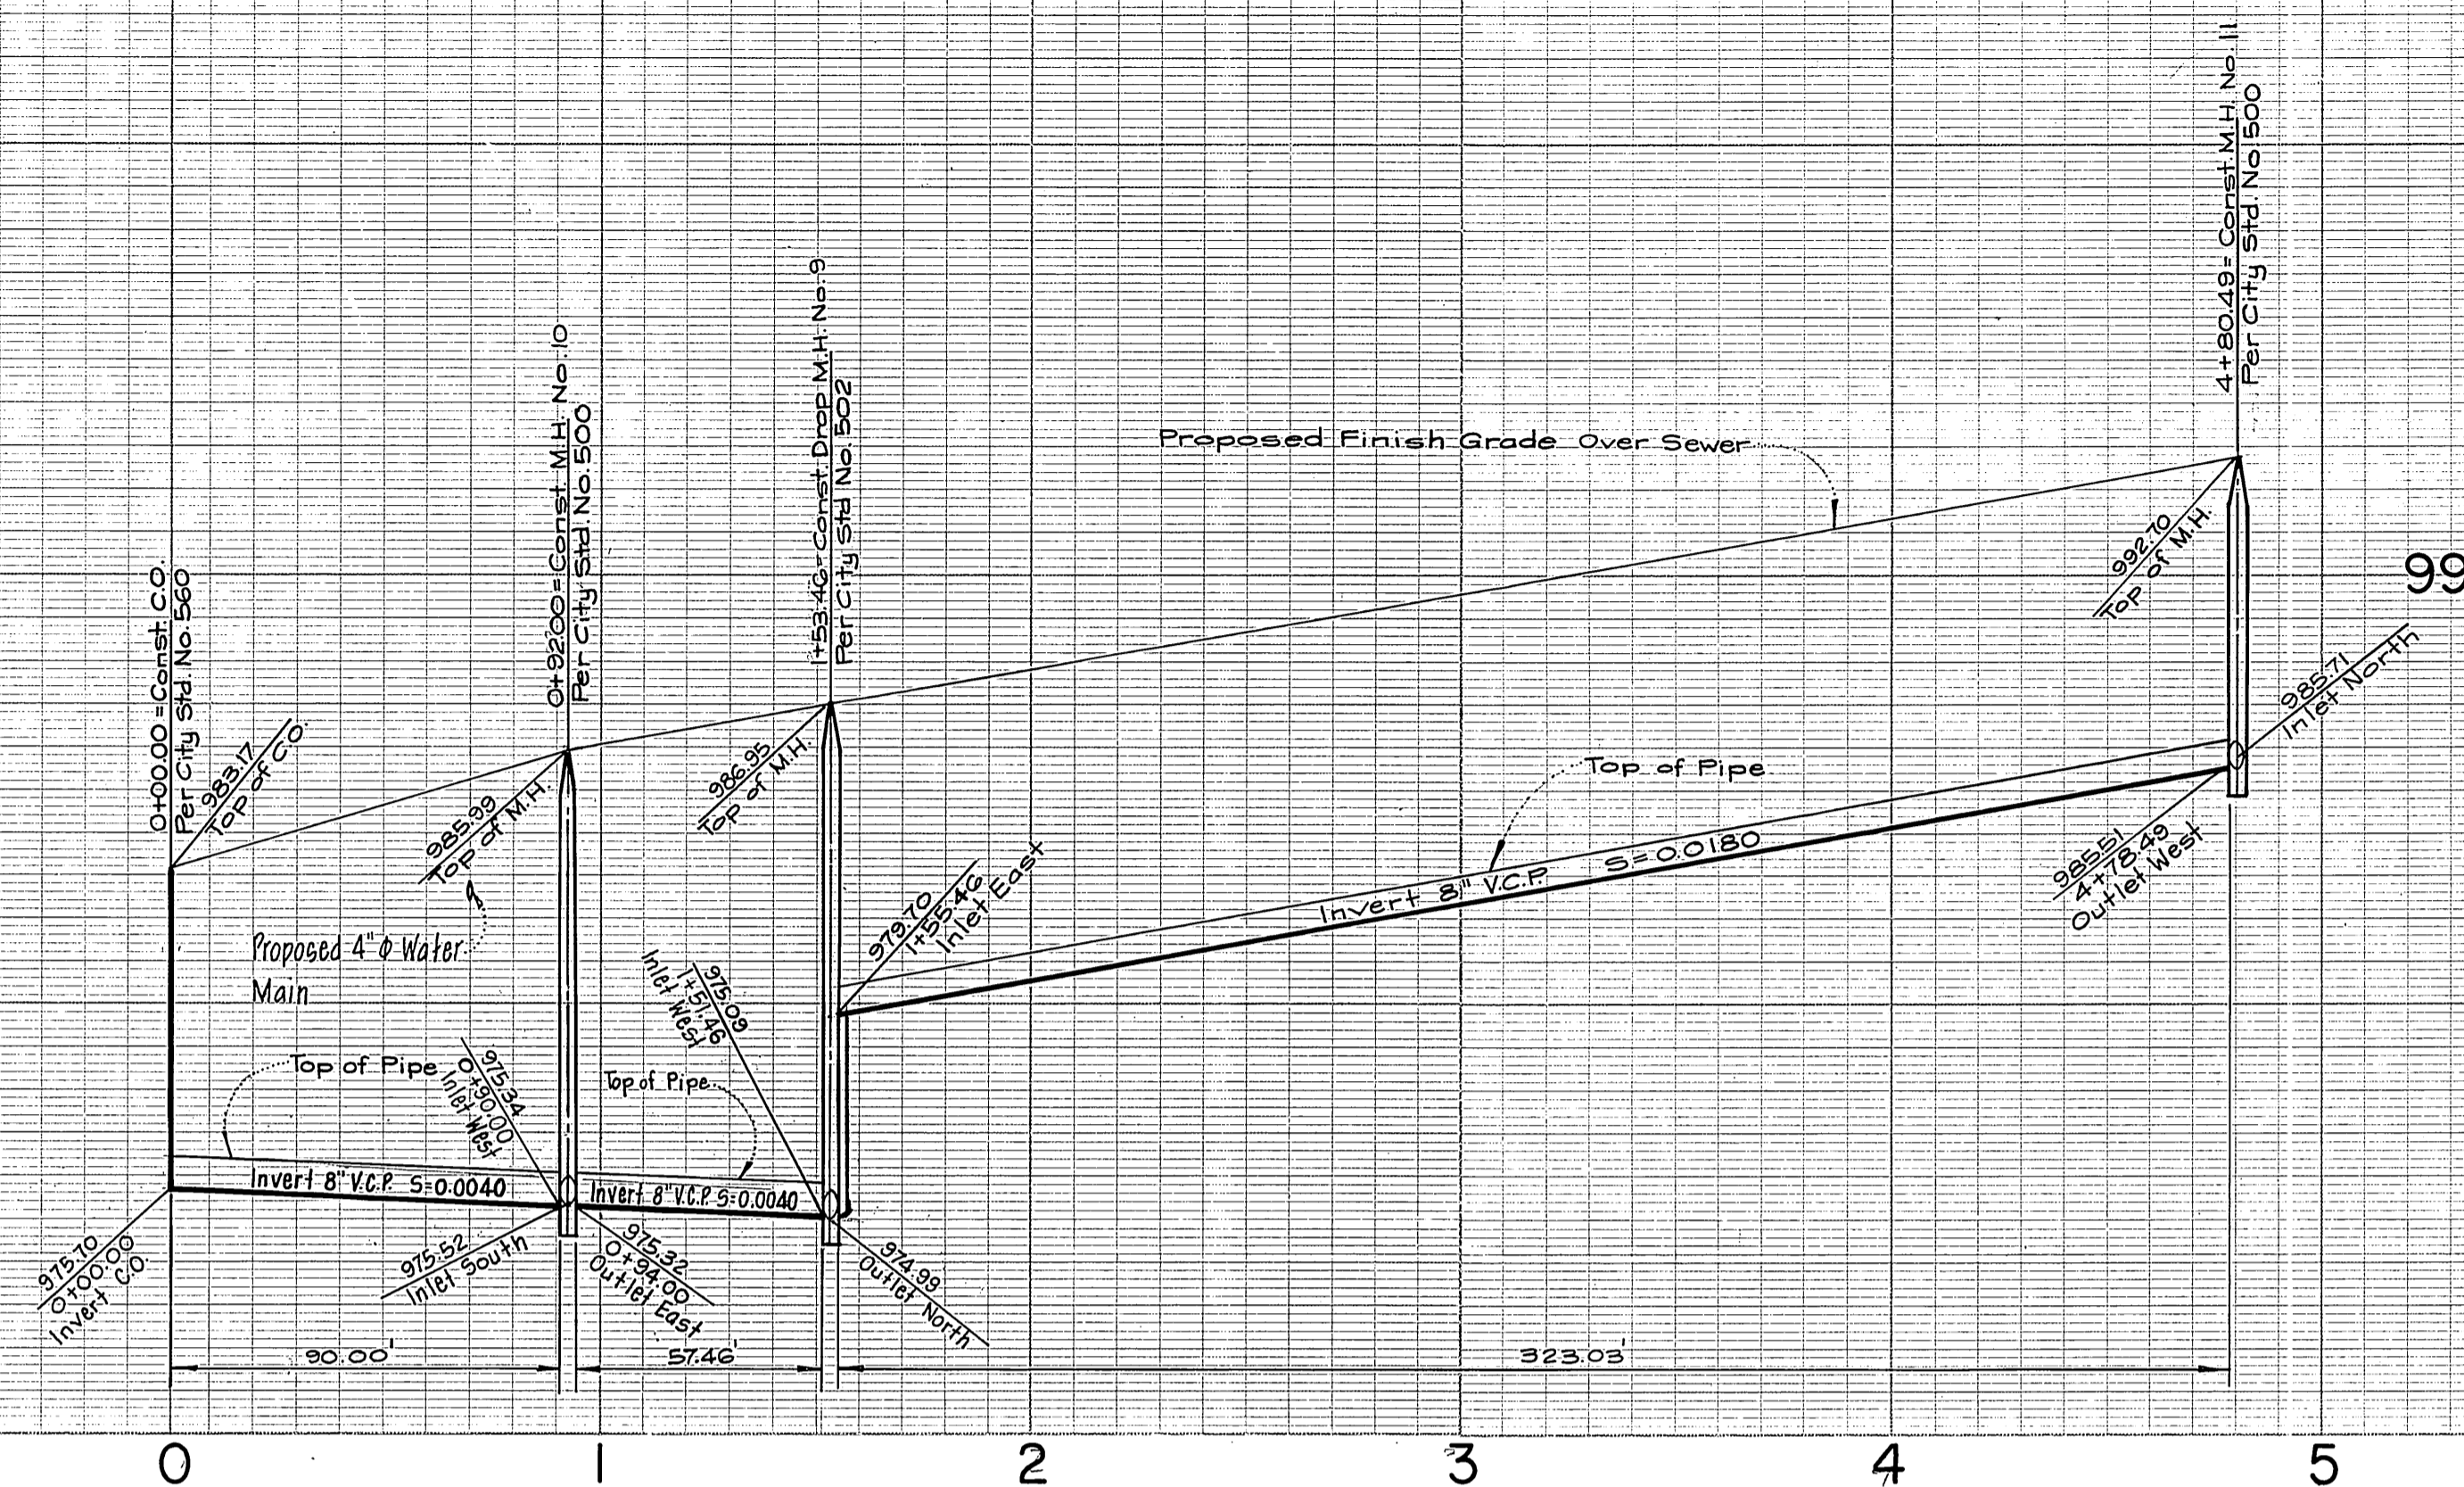 0+00.00 = Const. C.O.
Per City Std. No. 560
983.17
Top of C.O.
0+92.00 = Const. M.H. No. 10
Per City Std. No. 500
985.99
Top of M.H.
1+53.46 = Const. Drop M.H. No. 9
Per City Std No. 502
986.95
Top of M.H.
4+80.49 = Const. M.H. No. 11
Per City Std. No. 500
992.70
Top of M.H.
Proposed Finish Grade Over Sewer
99
985.71
Inlet North
Top of Pipe
Invert 8" V.C.P. S=0.0180
985.51
4+78.49
Outlet West
979.70
1+55.46
Inlet East
Proposed 4" Φ Water
Main
975.09
1+51.46
Inlet West
975.34
0+90.00
Inlet West
Top of Pipe
Top of Pipe
Invert 8" V.C.P. S=0.0040
Invert 8" V.C.P. S=0.0040
975.70
0+00.00
Invert C.O.
975.52
Inlet South
975.32
0+94.00
Outlet East
974.99
Outlet North
90.00'
57.46'
323.03'
0 1 2 3 4 5